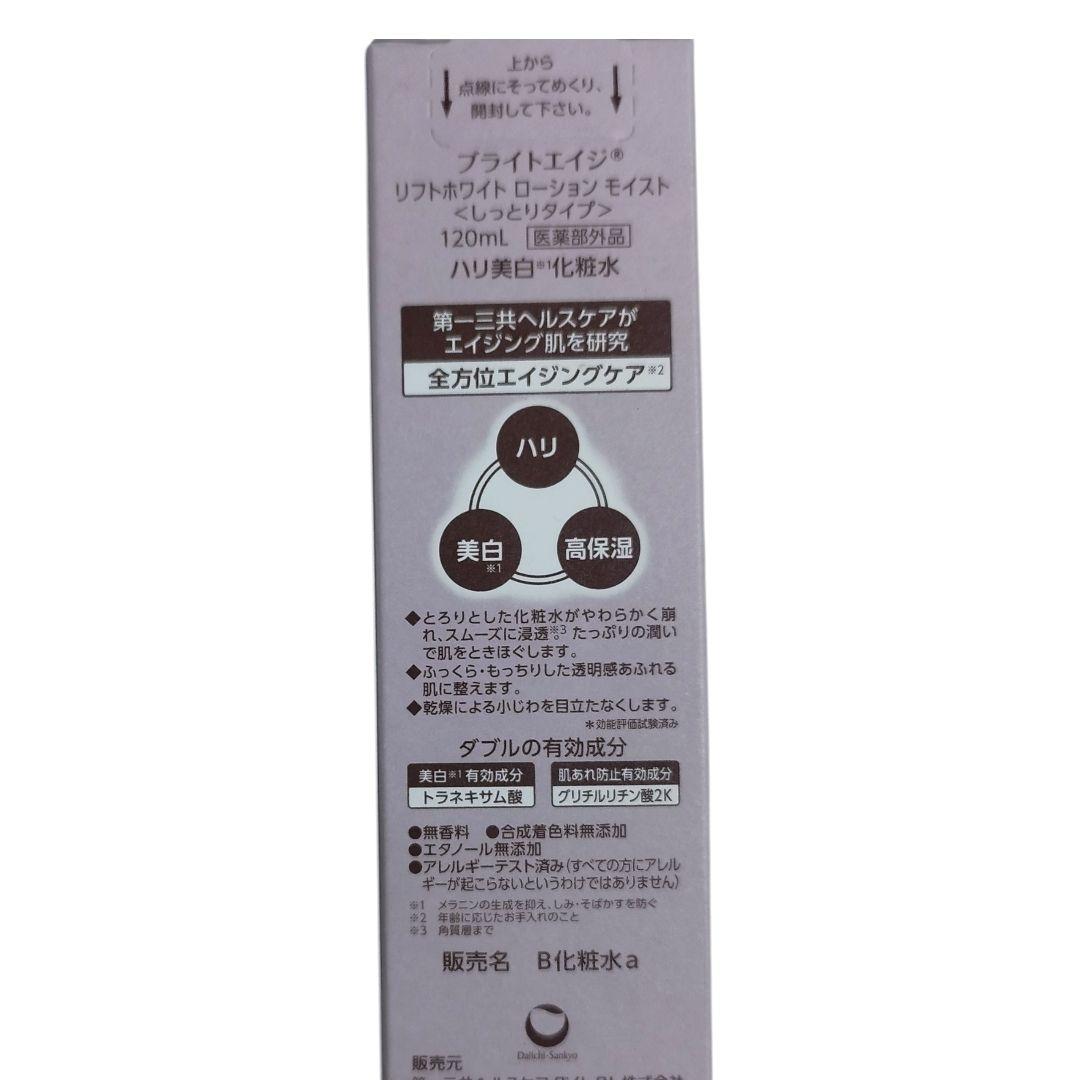 上から
点線にそってめくり、
開封して下さい。
ブライトエイジ®
リフトホワイト ローション モイスト
＜しっとりタイプ＞
120mL 医薬部外品
ハリ美白※1化粧水
第一三共ヘルスケアが
エイジング肌を研究
全方位エイジングケア※2
ハリ
美白※1
高保湿
◆とろりとした化粧水がやわらかく崩
れ、スムーズに浸透※3。たっぷりの潤い
で肌をときほぐします。
◆ふっくら・もっちりした透明感あふれる
肌に整えます。
◆乾燥による小じわを目立たなくします。
＊効能評価試験済み
ダブルの有効成分
美白※1有効成分
トラネキサム酸
肌あれ防止有効成分
グリチルリチン酸2K
●無香料 ●合成着色料無添加
●エタノール無添加
●アレルギーテスト済み（すべての方にアレル
ギーが起こらないというわけではありません）
※1 メラニンの生成を抑え、しみ・そばかすを防ぐ
※2 年齢に応じたお手入れのこと
※3 角質層まで
販売名 B化粧水a
Daiichi-Sankyo
販売元
第一三共ヘルスケアダイレクト株式会社